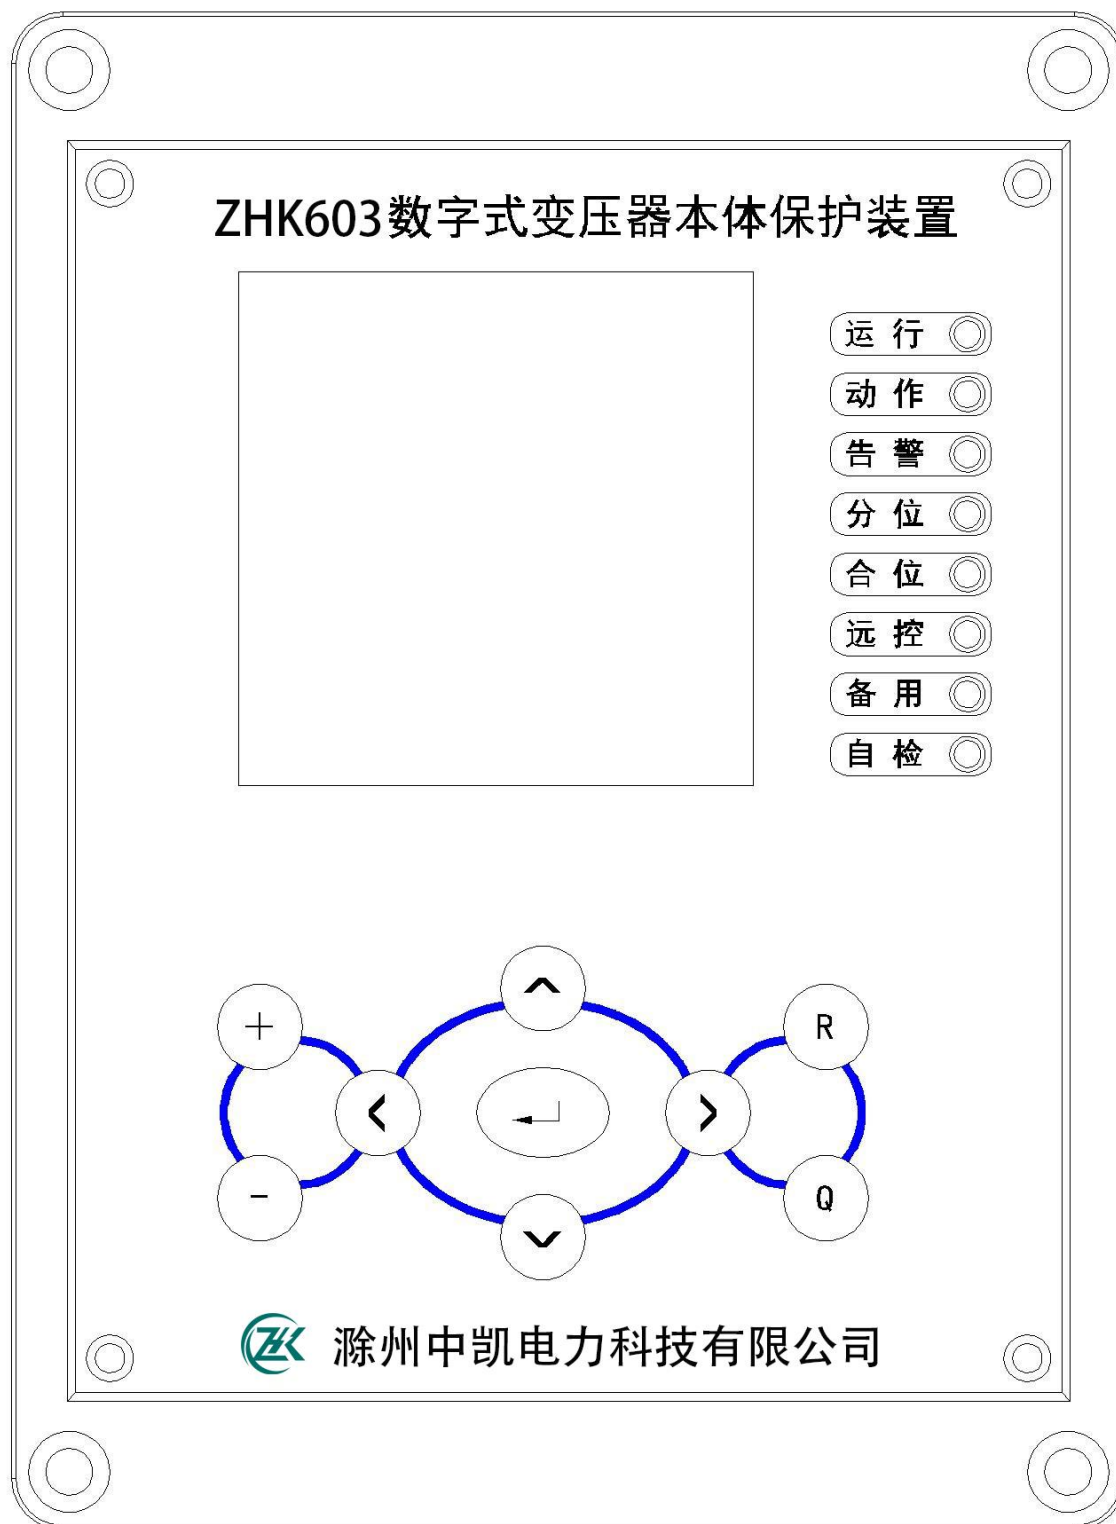 ZHK603数字式变压器本体保护装置
运行
动作
告警
分位
合位
远控
备用
自检
+
R
-
Q
ZHK 滁州中凯电力科技有限公司